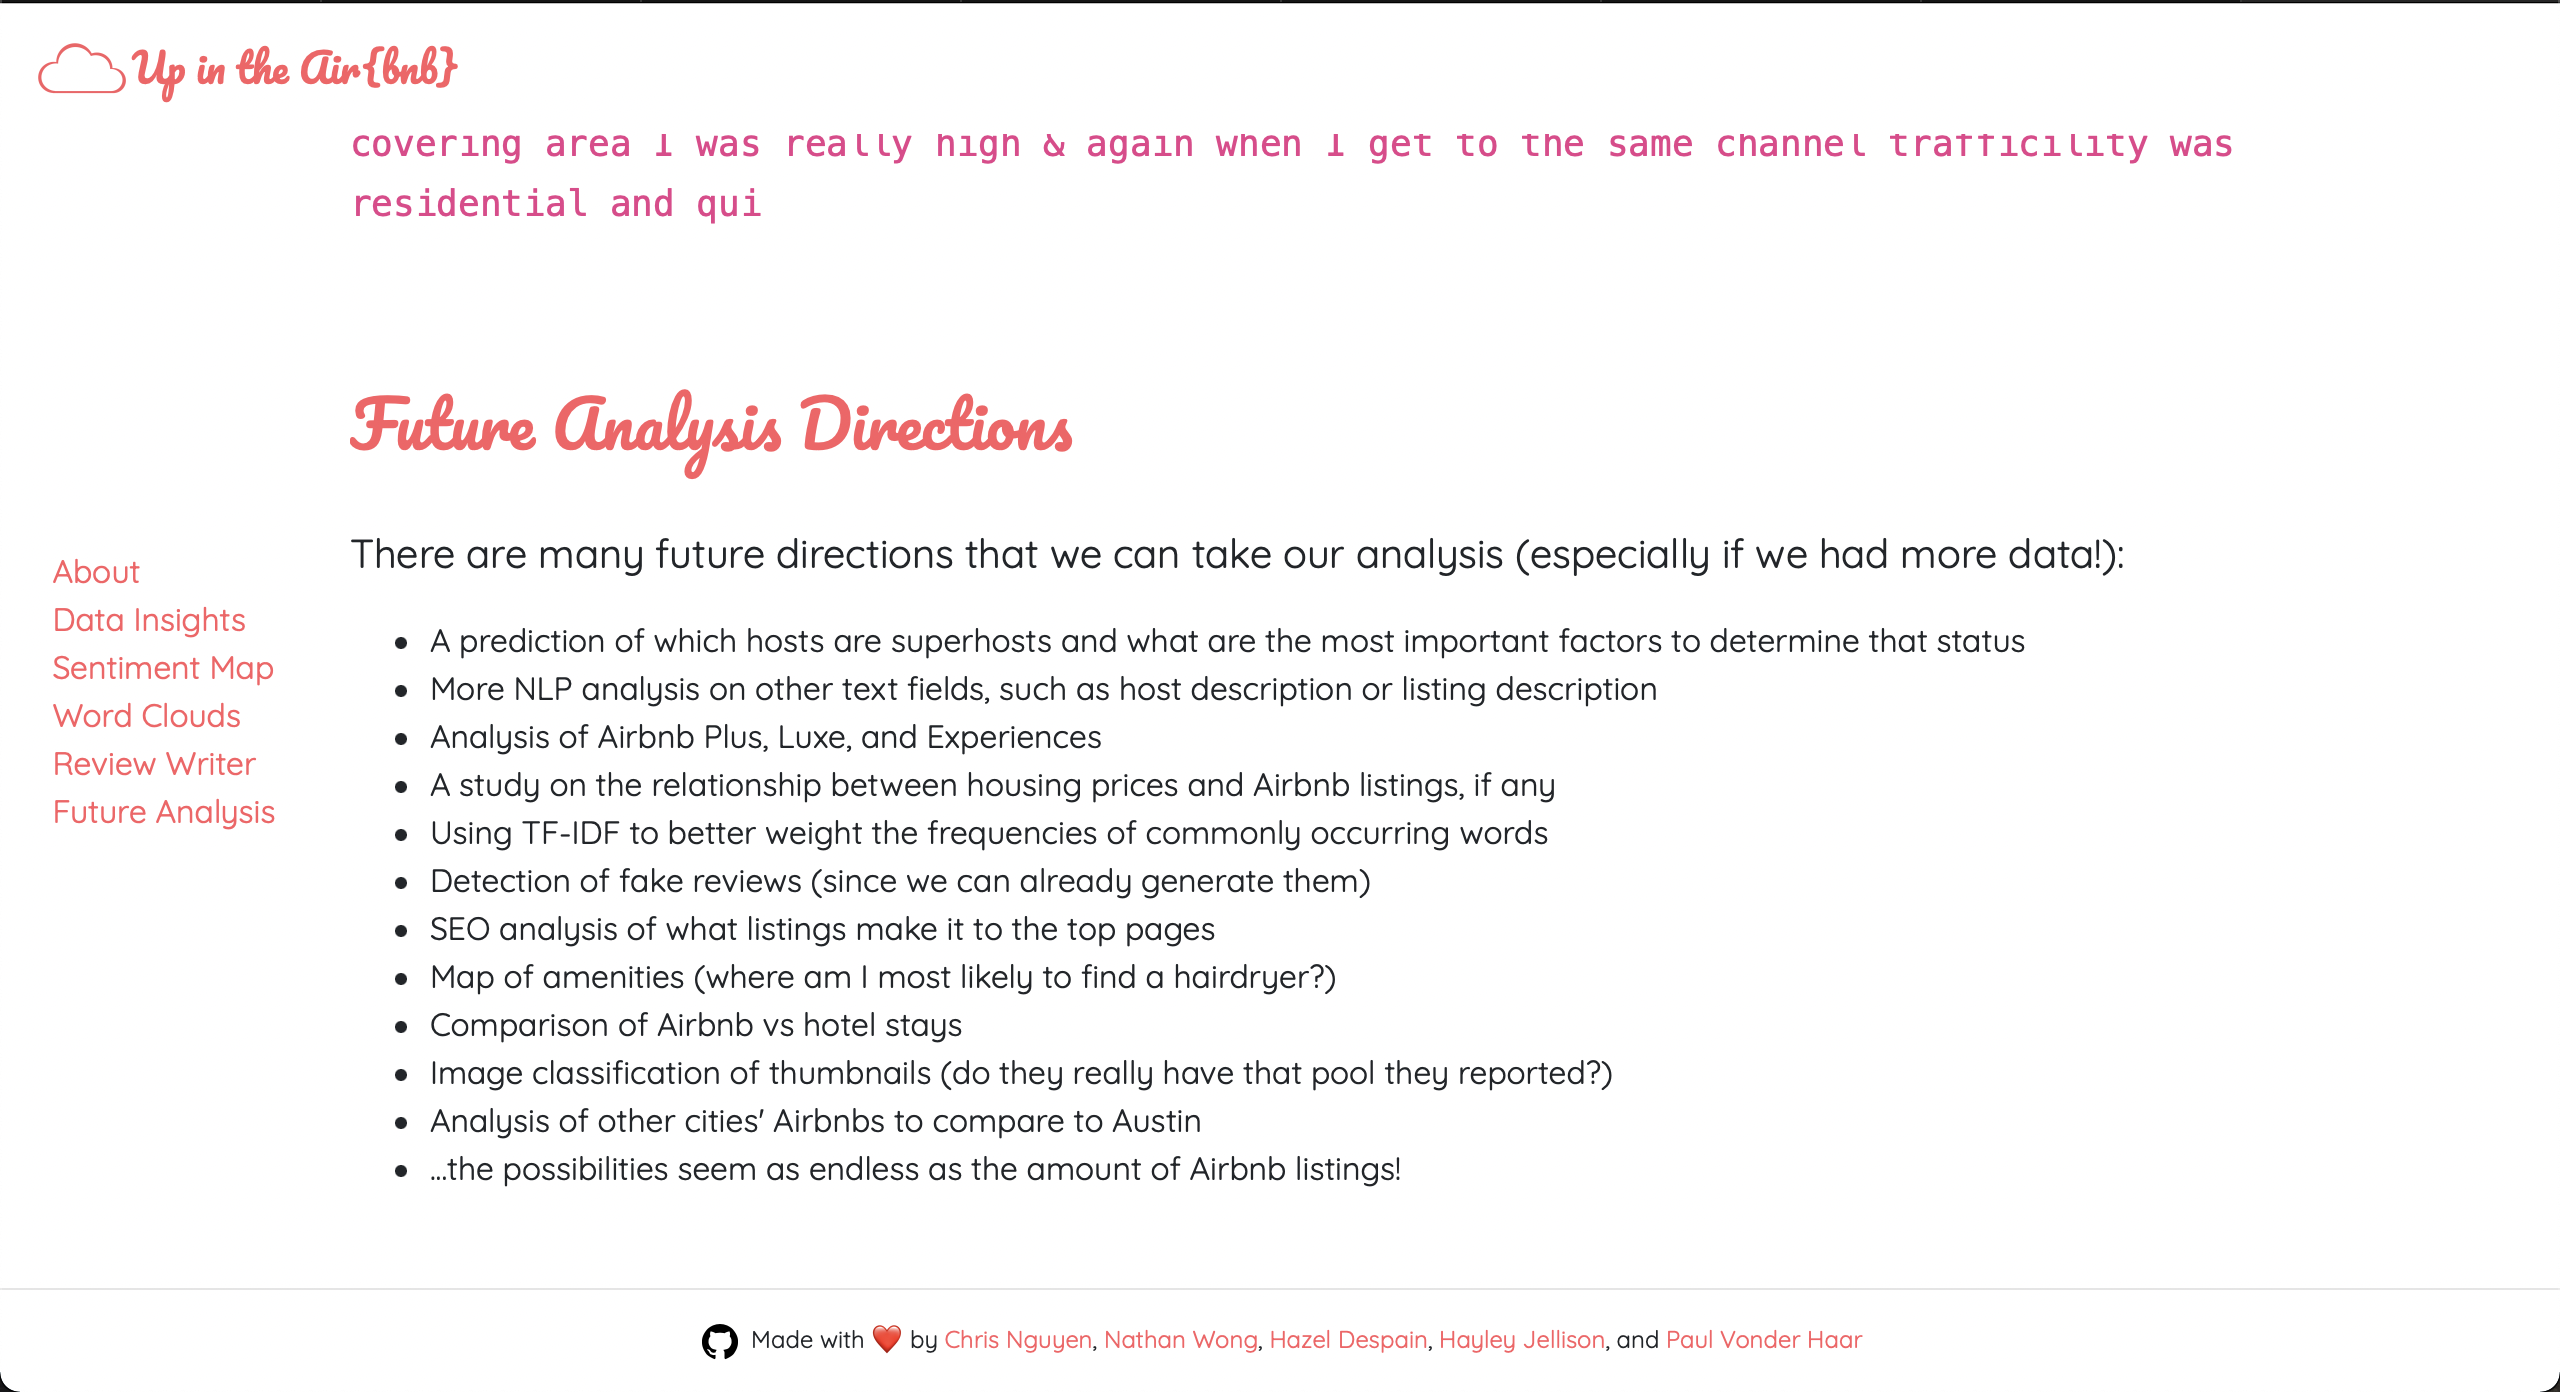 Up in the Air{bnb}
covering area I was really high & again when I get to the same channel trafficility was
residential and qui
Future Analysis Directions
There are many future directions that we can take our analysis (especially if we had more data!):
About
Data Insights
Sentiment Map
Word Clouds
Review Writer
Future Analysis
• A prediction of which hosts are superhosts and what are the most important factors to determine that status
• More NLP analysis on other text fields, such as host description or listing description
• Analysis of Airbnb Plus, Luxe, and Experiences
• A study on the relationship between housing prices and Airbnb listings, if any
• Using TF-IDF to better weight the frequencies of commonly occurring words
• Detection of fake reviews (since we can already generate them)
• SEO analysis of what listings make it to the top pages
• Map of amenities (where am I most likely to find a hairdryer?)
• Comparison of Airbnb vs hotel stays
• Image classification of thumbnails (do they really have that pool they reported?)
• Analysis of other cities' Airbnbs to compare to Austin
• ...the possibilities seem as endless as the amount of Airbnb listings!
Made with ❤️ by Chris Nguyen, Nathan Wong, Hazel Despain, Hayley Jellison, and Paul Vonder Haar